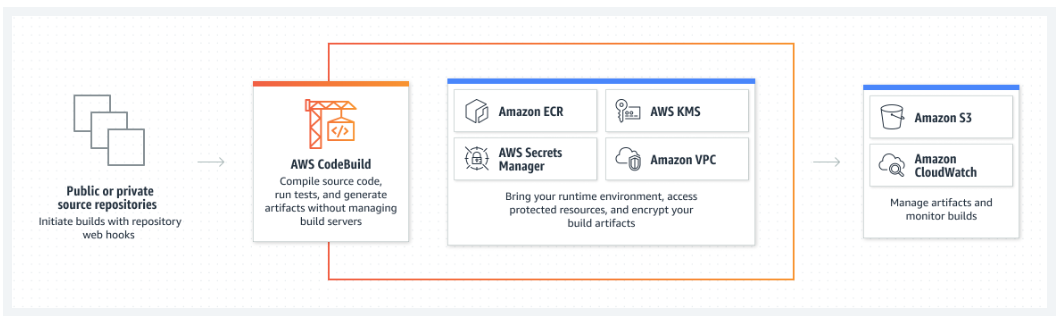 Public or private
source repositories
Initiate builds with repository
web hooks
AWS CodeBuild
Compile source code,
run tests, and generate
artifacts without managing
build servers
Amazon ECR
AWS KMS
AWS Secrets
Manager
Amazon VPC
Bring your runtime environment, access
protected resources, and encrypt your
build artifacts
Amazon S3
Amazon
CloudWatch
Manage artifacts and
monitor builds